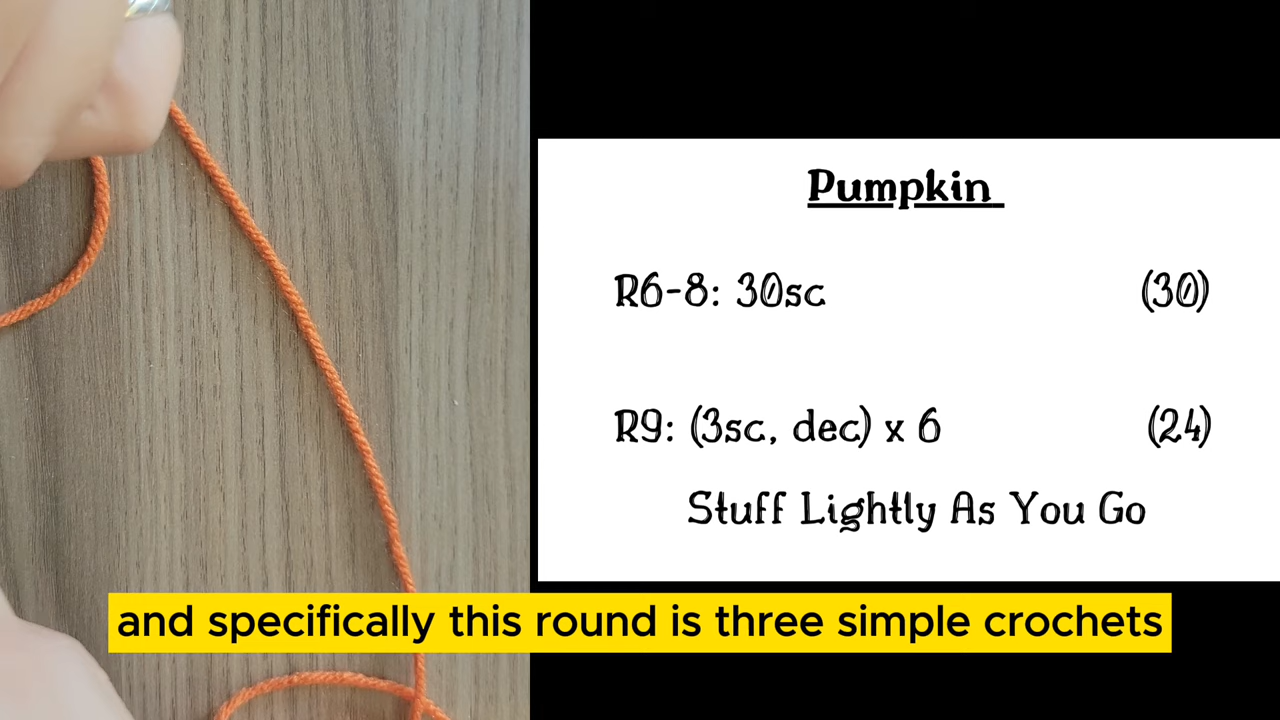 Pumpkin
R6-8: 30sc (30)
R9: (3sc, dec) x 6 (24)
Stuff Lightly As You Go
and specifically this round is three simple crochets